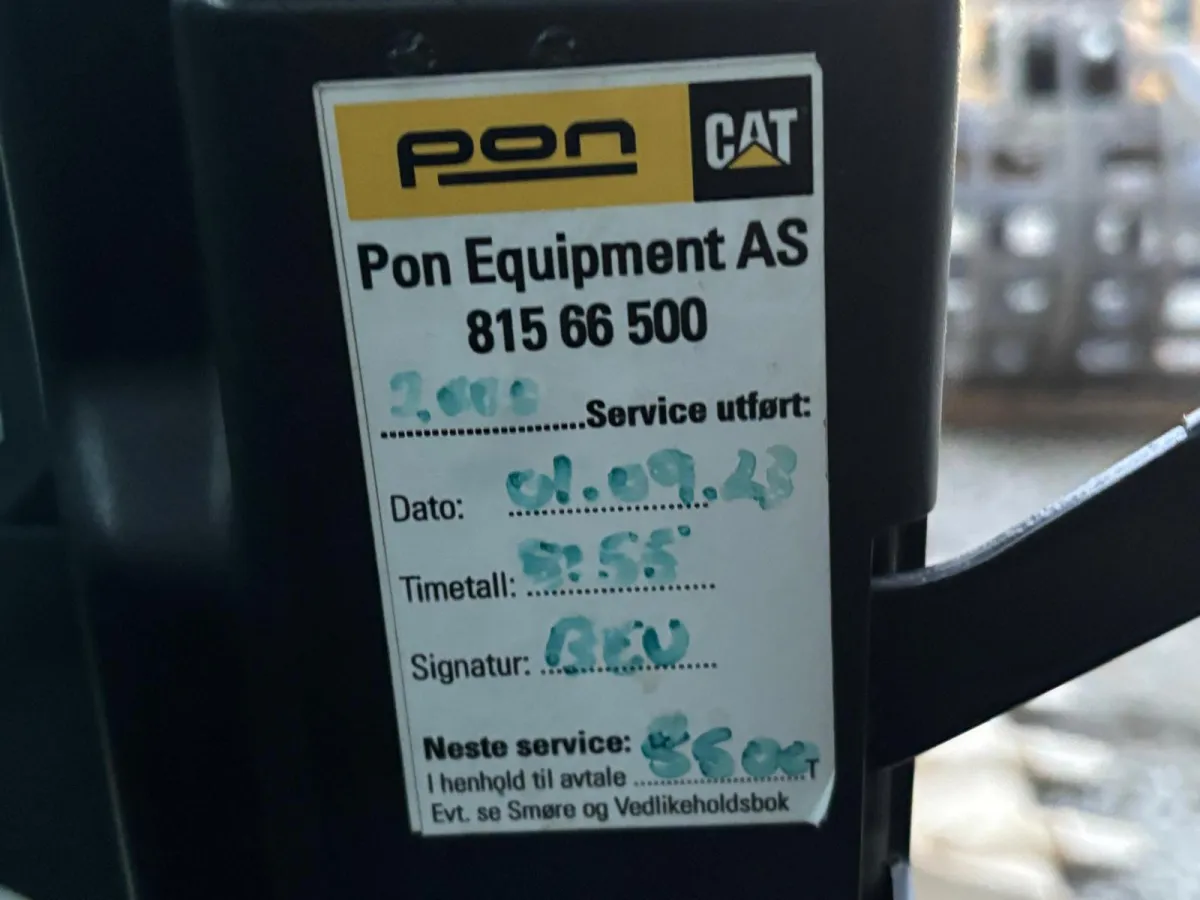 pon CAT
Pon Equipment AS
815 66 500
...................Service utført:
Dato: 01.09.23
Timetall:
Signatur:
Neste service:
I henhold til avtale ....................T
Evt. se Smøre og Vedlikeholdsbok